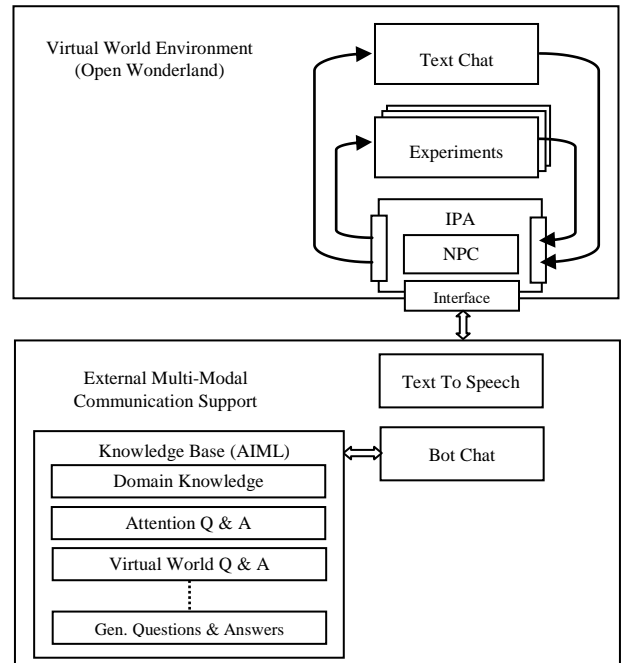 Virtual World Environment
(Open Wonderland)
Text Chat
Experiments
IPA
NPC
Interface
External Multi-Modal
Communication Support
Text To Speech
Knowledge Base (AIML)
Bot Chat
Domain Knowledge
Attention Q & A
Virtual World Q & A
Gen. Questions & Answers